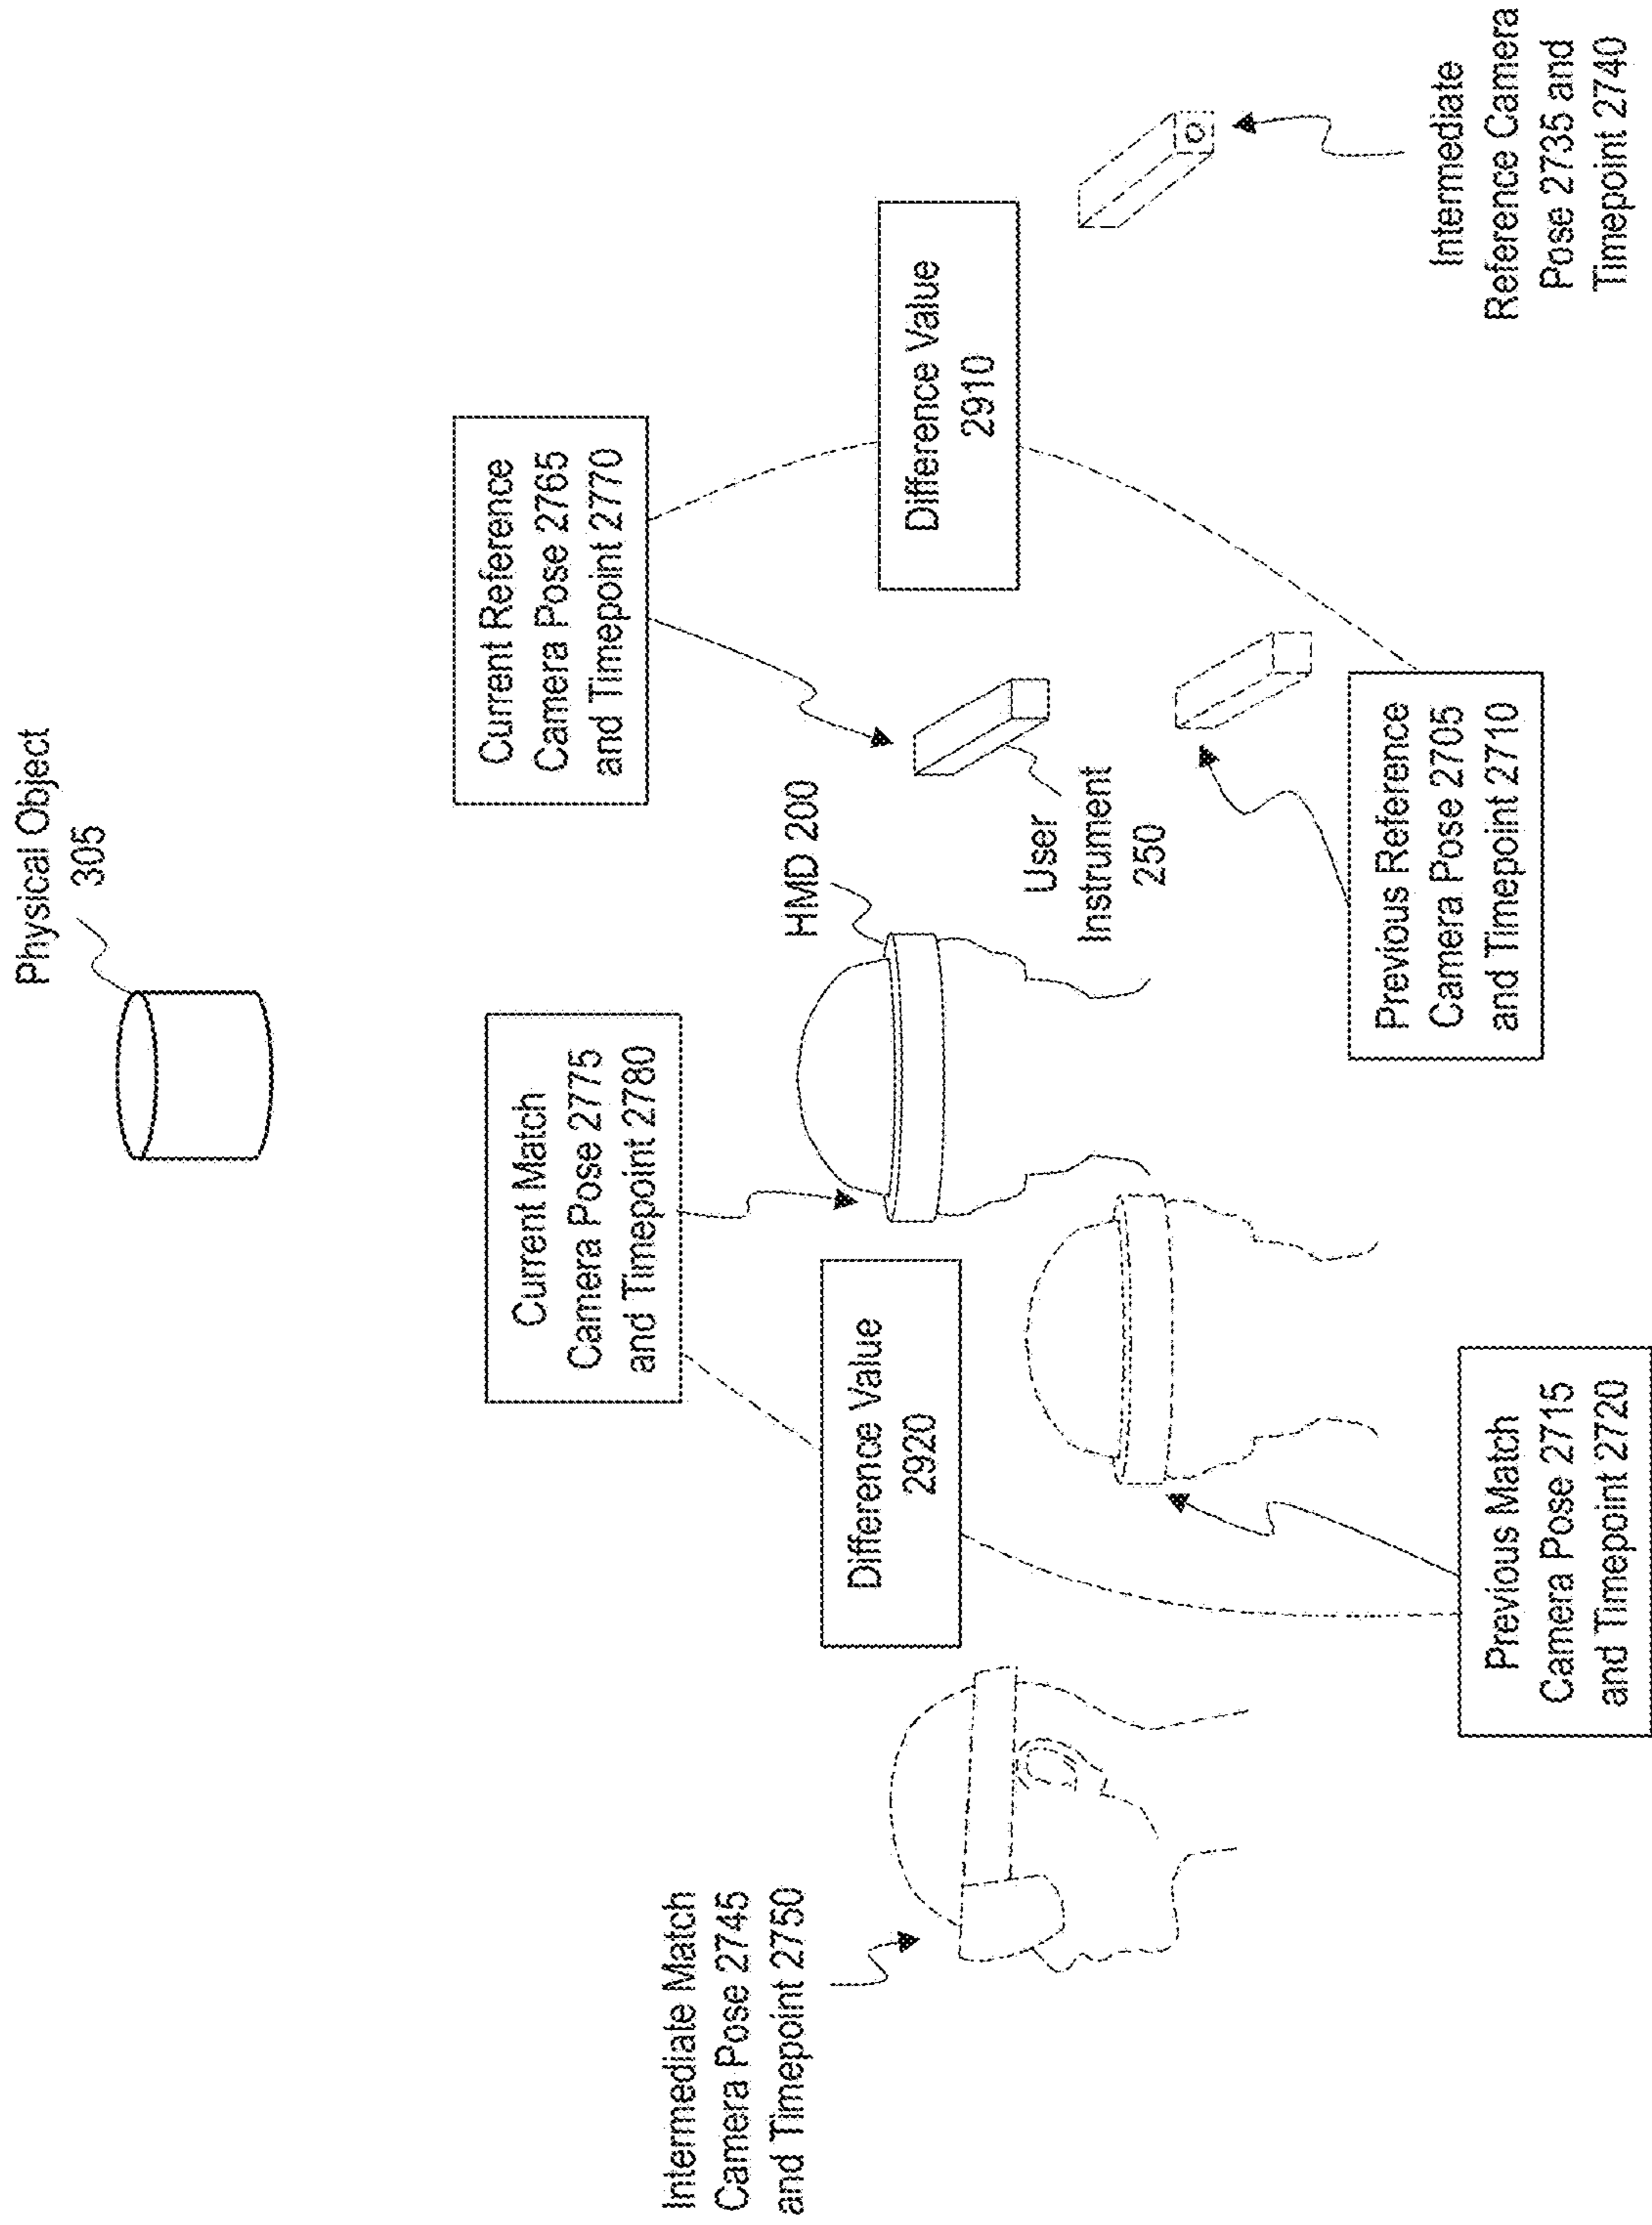 Physical Object
305
Current Match
Camera Pose 2775
and Timepoint 2780
Current Reference
Camera Pose 2765
and Timepoint 2770
Intermediate Match
Camera Pose 2745
and Timepoint 2750
HMD 200
Difference Value
2920
Difference Value
2910
User
Instrument
250
Previous Match
Camera Pose 2715
and Timepoint 2720
Previous Reference
Camera Pose 2705
and Timepoint 2710
Intermediate
Reference Camera
Pose 2735 and
Timepoint 2740